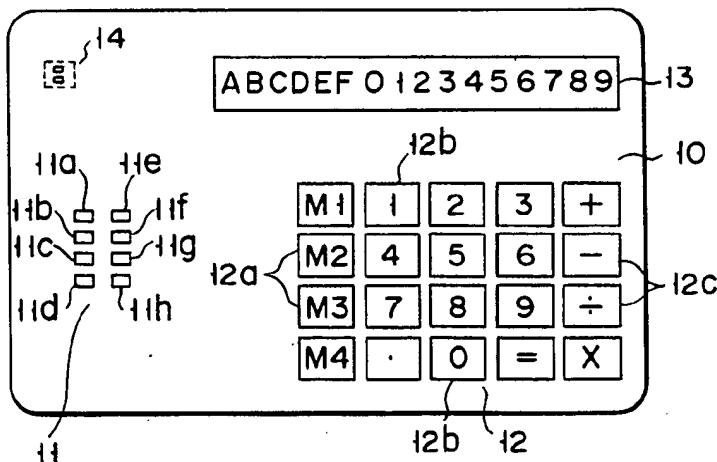 14
ABCDEF 0123456789
13
12b
10
11a
11e
11b
11f
11c
11g
11d
11h
M1 1 2 3 +
12a
M2 4 5 6 −
12c
M3 7 8 9 ÷
M4 · 0 = X
11
12b
12